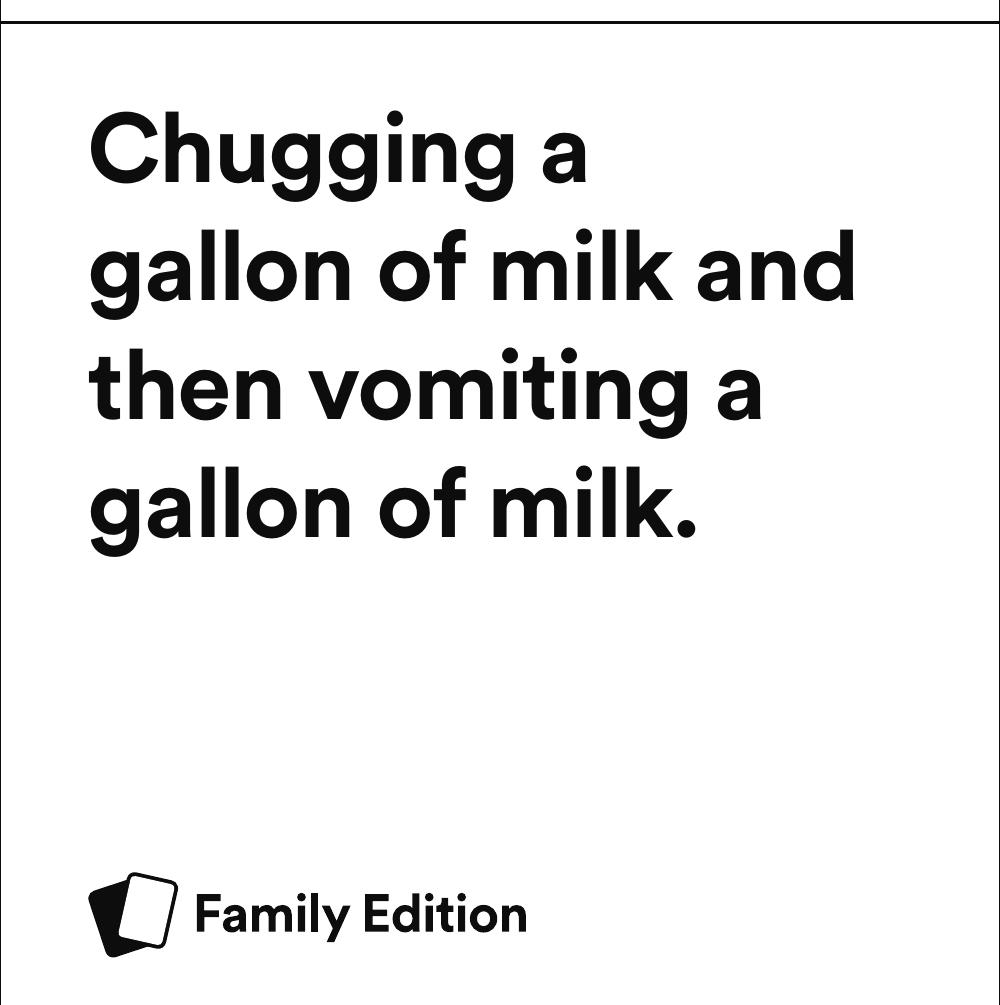 Chugging a
gallon of milk and
then vomiting a
gallon of milk.
Family Edition